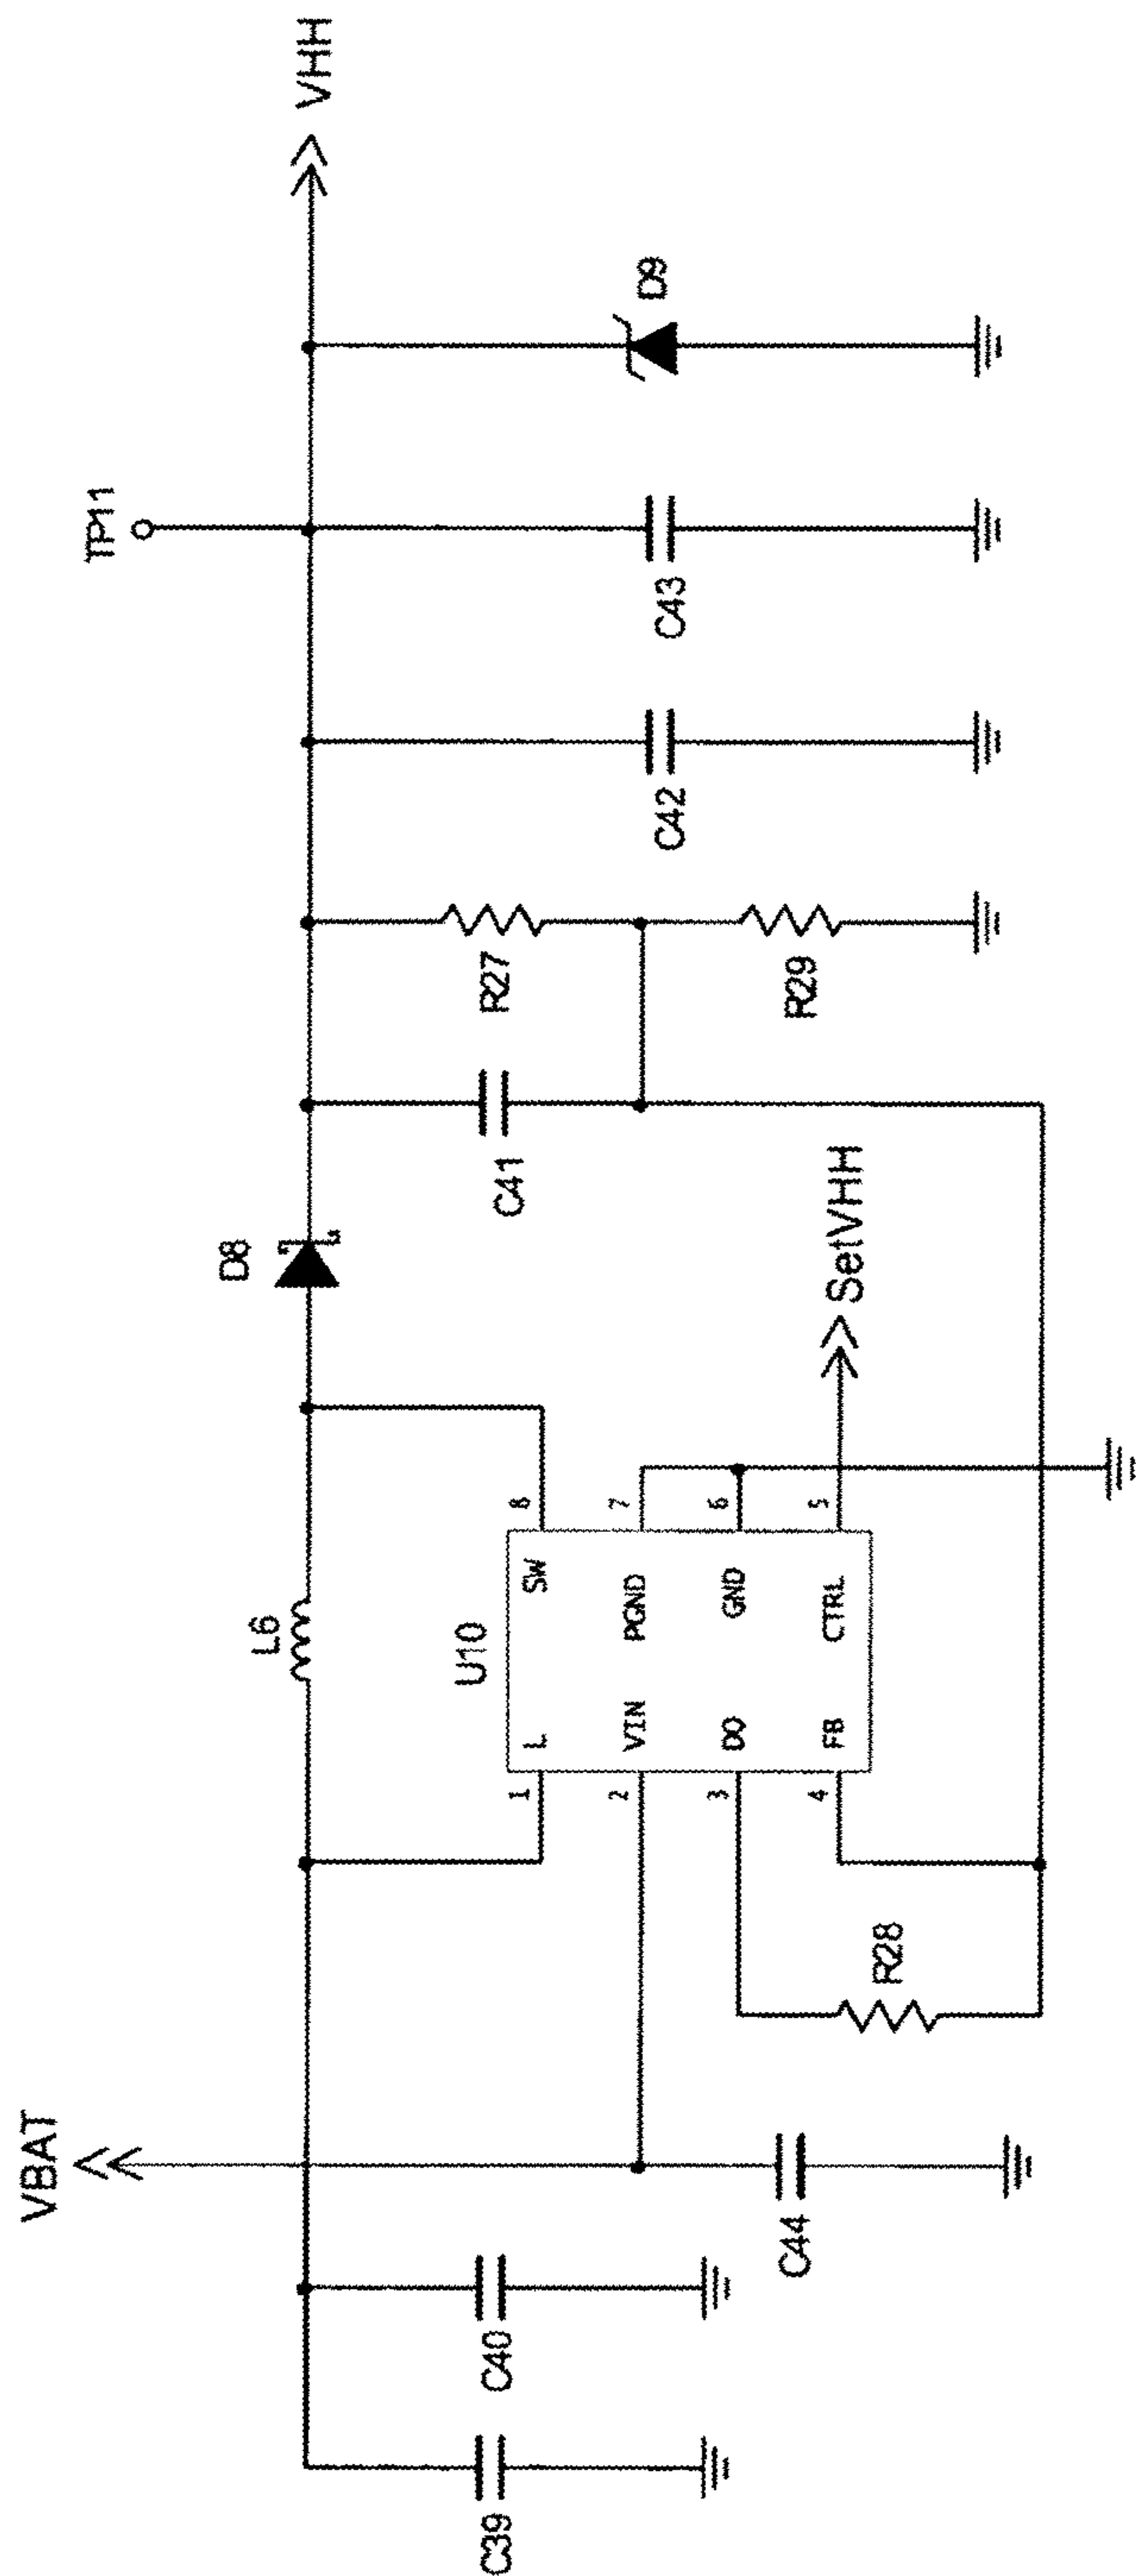 VBAT
C39
C40
C44
L6
U10
1
L
2
VIN
3
DO
4
FB
8
SW
7
PGND
6
GND
5
CTRL
R28
SetVHH
D8
C41
R27
R29
C42
C43
TP11
D9
VHH